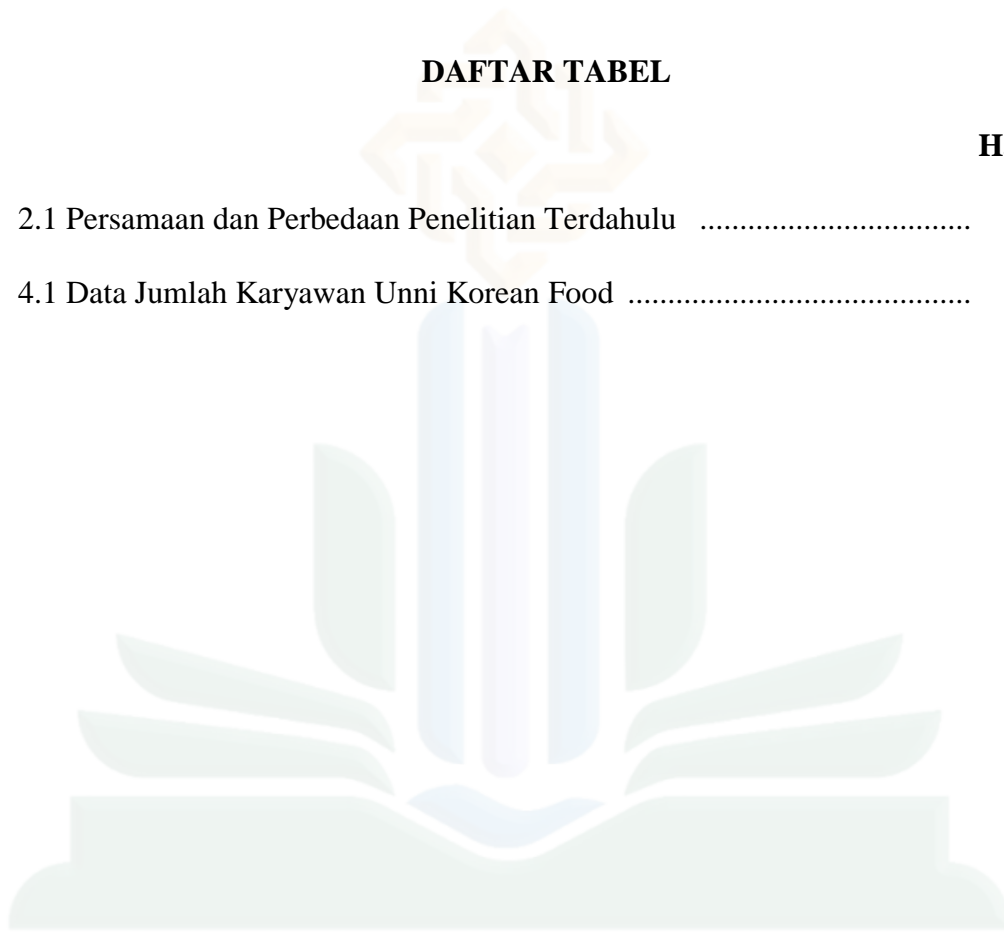 DAFTAR TABEL
H
2.1 Persamaan dan Perbedaan Penelitian Terdahulu ..................................
4.1 Data Jumlah Karyawan Unni Korean Food ...........................................